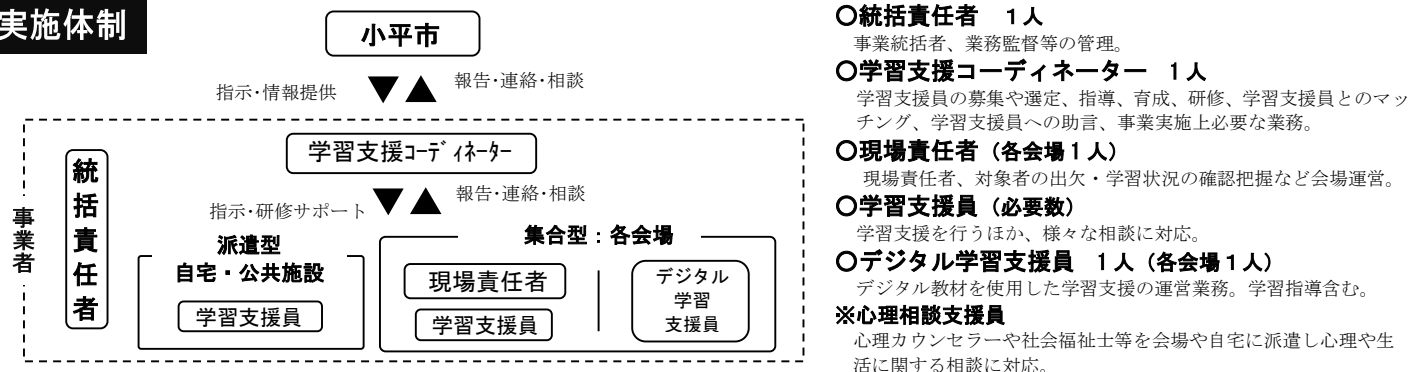 実施体制
小平市
指示・情報提供
▼▲
報告・連絡・相談
事業者
統括責任者
学習支援ｺｰﾃﾞｨﾈｰﾀｰ
指示・研修サポート
▼▲
報告・連絡・相談
派遣型
自宅・公共施設
学習支援員
集合型：各会場
現場責任者
学習支援員
デジタル
学習
支援員
〇統括責任者　1人
事業統括者、業務監督等の管理。
〇学習支援コーディネーター　1人
学習支援員の募集や選定、指導、育成、研修、学習支援員とのマッ
チング、学習支援員への助言、事業実施上必要な業務。
〇現場責任者（各会場１人）
現場責任者、対象者の出欠・学習状況の確認把握など会場運営。
〇学習支援員（必要数）
学習支援を行うほか、様々な相談に対応。
〇デジタル学習支援員　1人（各会場１人）
デジタル教材を使用した学習支援の運営業務。学習指導含む。
※心理相談支援員
心理カウンセラーや社会福祉士等を会場や自宅に派遣し心理や生
活に関する相談に対応。